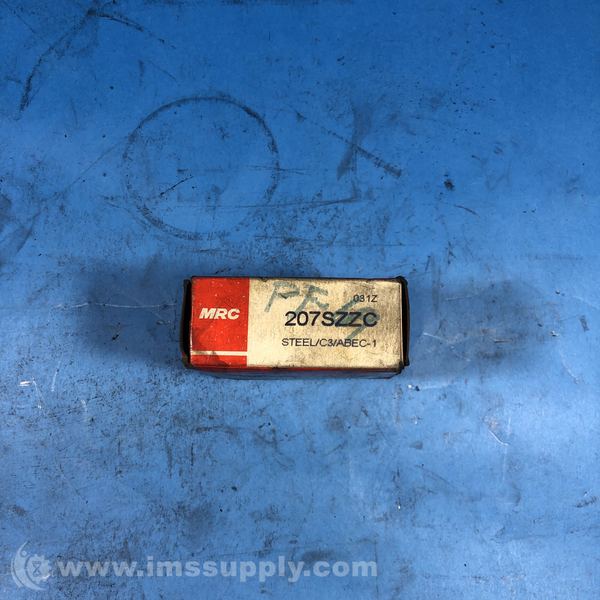 031Z
MRC
207SZZC
STEEL/C3/ABEC-1
www.imssupply.com